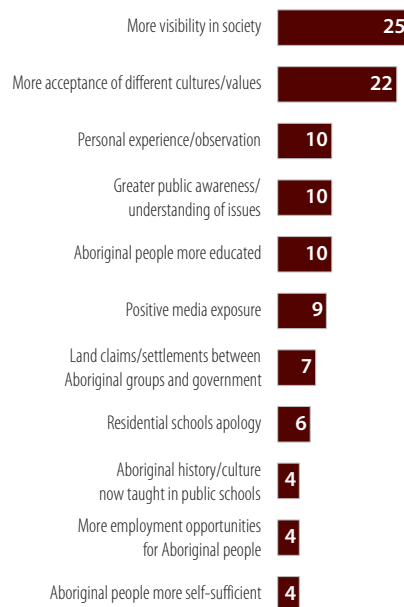 More visibility in society 25
More acceptance of different cultures/values 22
Personal experience/observation 10
Greater public awareness/
understanding of issues 10
Aboriginal people more educated 10
Positive media exposure 9
Land claims/settlements between
Aboriginal groups and government 7
Residential schools apology 6
Aboriginal history/culture
now taught in public schools 4
More employment opportunities
for Aboriginal people 4
Aboriginal people more self-sufficient 4